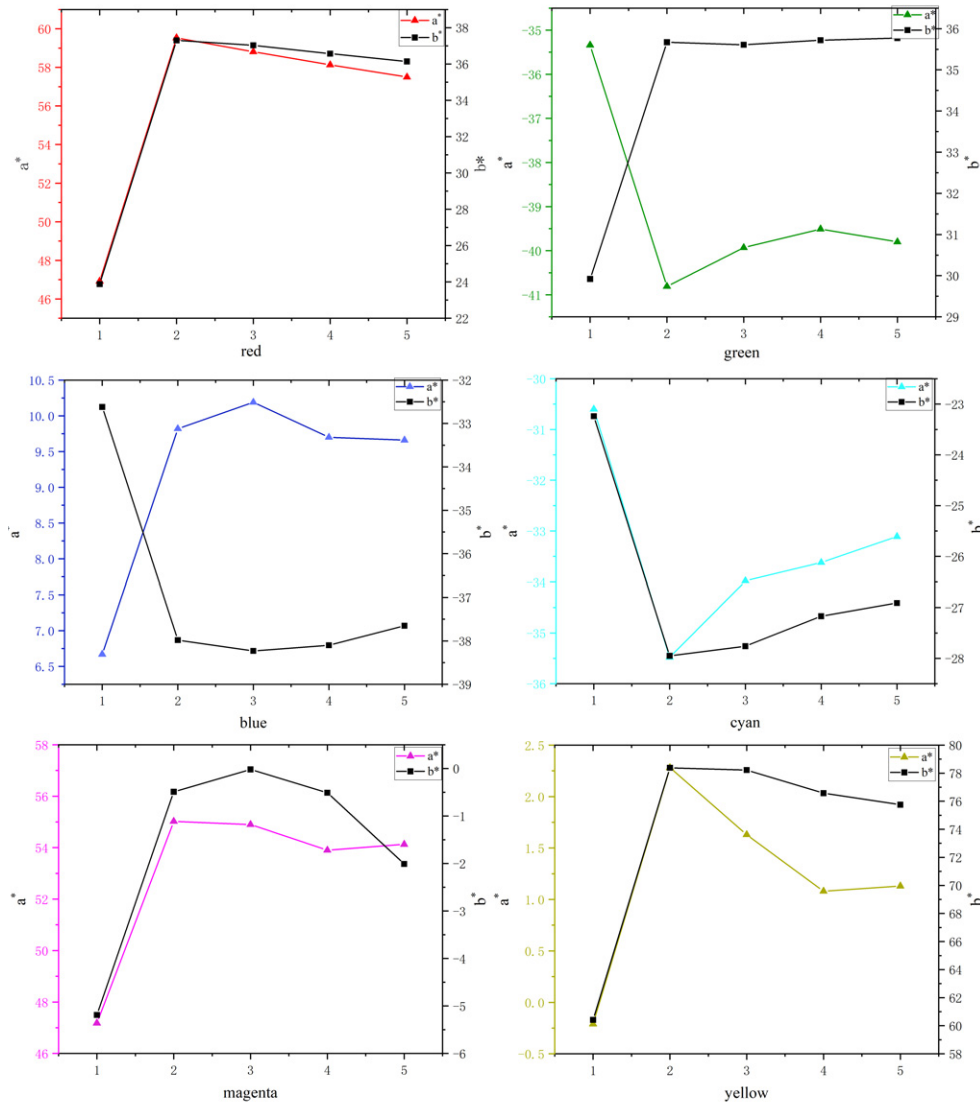 a*
b*
60
58
56
54
52
50
48
46
a*
38
36
34
32
30
28
26
24
22
b*
1 2 3 4 5
red
a*
b*
-35
-36
-37
-38
-39
-40
-41
a*
36
35
34
33
32
31
30
29
b*
1 2 3 4 5
green
a*
b*
10.5
10.0
9.5
9.0
8.5
8.0
7.5
7.0
6.5
a*
-32
-33
-34
-35
-36
-37
-38
-39
b*
1 2 3 4 5
blue
a*
b*
-30
-31
-32
-33
-34
-35
-36
a*
-23
-24
-25
-26
-27
-28
b*
1 2 3 4 5
cyan
a*
b*
58
56
54
52
50
48
46
a*
0
-1
-2
-3
-4
-5
-6
b*
1 2 3 4 5
magenta
a*
b*
2.5
2.0
1.5
1.0
0.5
0.0
-0.5
a*
80
78
76
74
72
70
68
66
64
62
60
58
b*
1 2 3 4 5
yellow